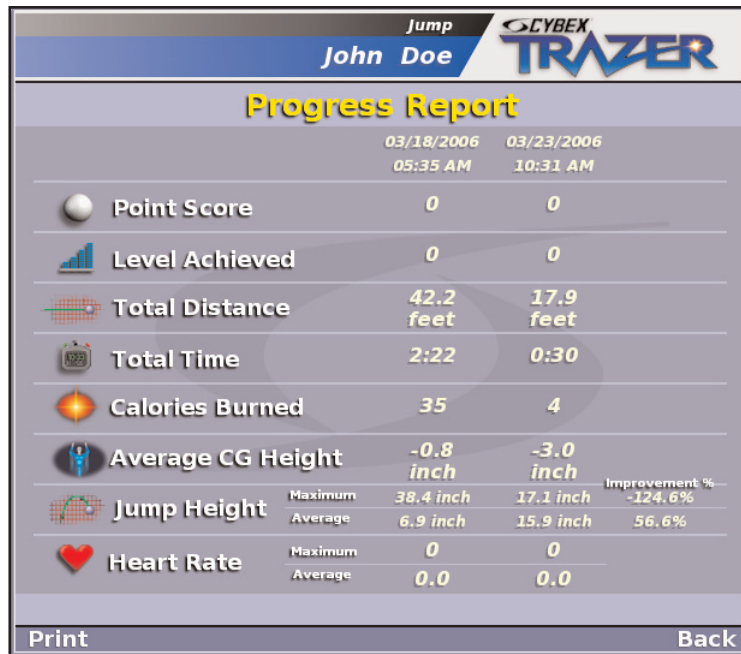 Jump
John Doe
CYBEX
TRAZER
Progress Report
03/18/2006 03/23/2006
05:35 AM 10:31 AM
Point Score 0 0
Level Achieved 0 0
Total Distance 42.2 feet 17.9 feet
Total Time 2:22 0:30
Calories Burned 35 4
Average CG Height -0.8 inch -3.0 inch
Improvement %
Jump Height Maximum 38.4 inch 17.1 inch -124.6%
Average 6.9 inch 15.9 inch 56.6%
Heart Rate Maximum 0 0
Average 0.0 0.0
Print Back